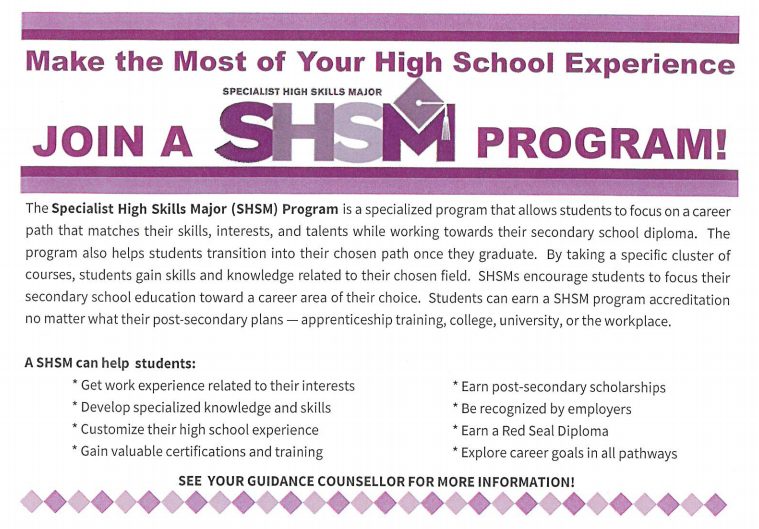 Make the Most of Your High School Experience
SPECIALIST HIGH SKILLS MAJOR
JOIN A SHSM PROGRAM!
The Specialist High Skills Major (SHSM) Program is a specialized program that allows students to focus on a career
path that matches their skills, interests, and talents while working towards their secondary school diploma. The
program also helps students transition into their chosen path once they graduate. By taking a specific cluster of
courses, students gain skills and knowledge related to their chosen field. SHSMs encourage students to focus their
secondary school education toward a career area of their choice. Students can earn a SHSM program accreditation
no matter what their post-secondary plans — apprenticeship training, college, university, or the workplace.
A SHSM can help students:
* Get work experience related to their interests
* Develop specialized knowledge and skills
* Customize their high school experience
* Gain valuable certifications and training
* Earn post-secondary scholarships
* Be recognized by employers
* Earn a Red Seal Diploma
* Explore career goals in all pathways
SEE YOUR GUIDANCE COUNSELLOR FOR MORE INFORMATION!